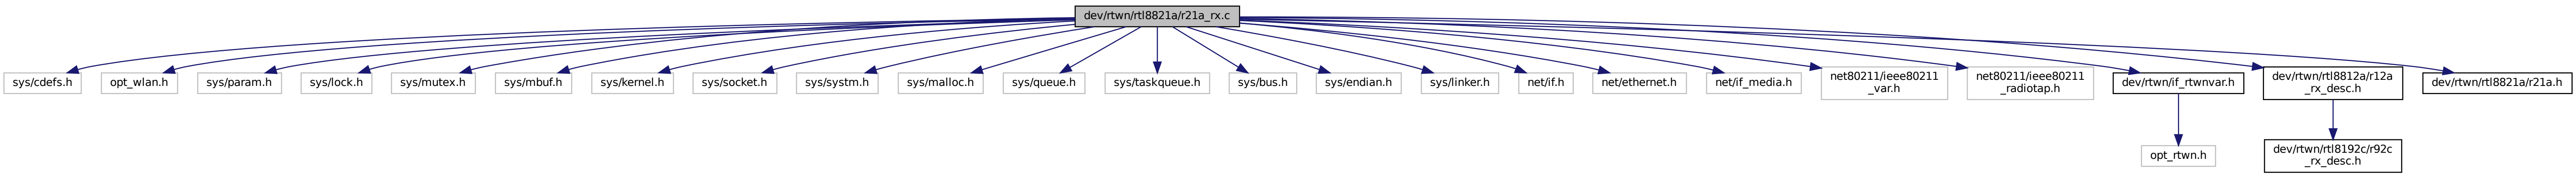 dev/rtwn/rtl8821a/r21a_rx.c
sys/cdefs.h
opt_wlan.h
sys/param.h
sys/lock.h
sys/mutex.h
sys/mbuf.h
sys/kernel.h
sys/socket.h
sys/systm.h
sys/malloc.h
sys/queue.h
sys/taskqueue.h
sys/bus.h
sys/endian.h
sys/linker.h
net/if.h
net/ethernet.h
net/if_media.h
net80211/ieee80211
_var.h
net80211/ieee80211
_radiotap.h
dev/rtwn/if_rtwnvar.h
dev/rtwn/rtl8812a/r12a
_rx_desc.h
dev/rtwn/rtl8821a/r21a.h
opt_rtwn.h
dev/rtwn/rtl8192c/r92c
_rx_desc.h